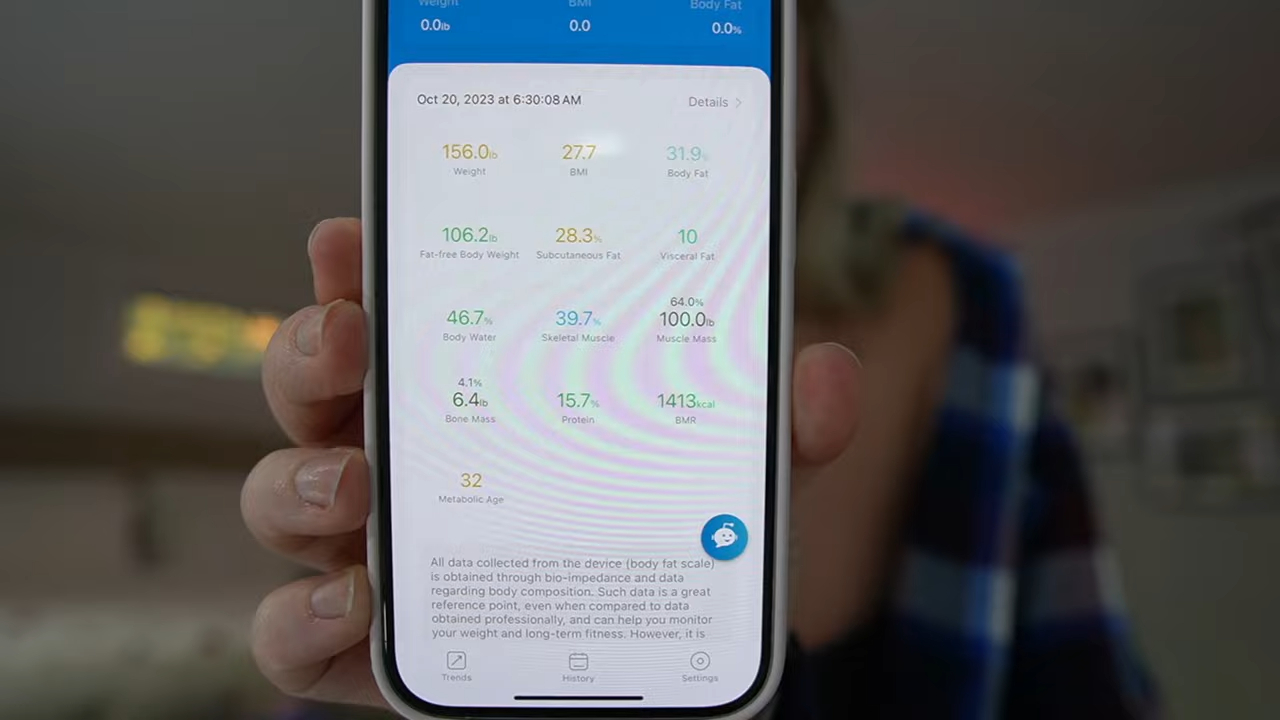 Weight BMI Body Fat
0.0lb 0.0 0.0%
Oct 20, 2023 at 6:30:08 AM Details >
156.0lb 27.7 31.9%
Weight BMI Body Fat
106.2lb 28.3% 10
Fat-free Body Weight Subcutaneous Fat Visceral Fat
64.0%
46.7% 39.7% 100.0lb
Body Water Skeletal Muscle Muscle Mass
4.1%
6.4lb 15.7% 1413kcal
Bone Mass Protein BMR
32
Metabolic Age
All data collected from the device (body fat scale)
is obtained through bio-impedance and data
regarding body composition. Such data is a great
reference point, even when compared to data
obtained professionally, and can help you monitor
your weight and long-term fitness. However, it is
Trends History Settings